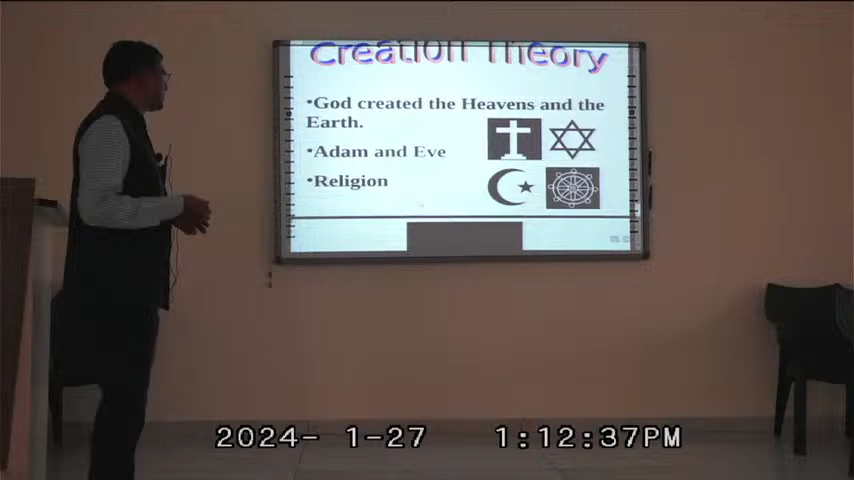 Creation Theory
•God created the Heavens and the
Earth.
•Adam and Eve
•Religion
2024- 1-27 1:12:37PM